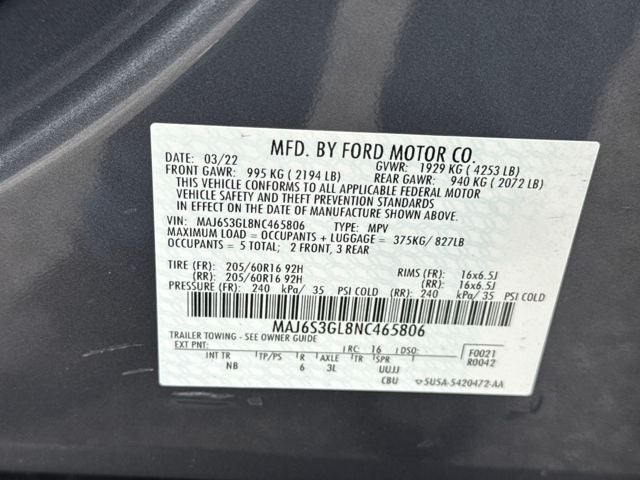 MFD. BY FORD MOTOR CO.
DATE: 03/22 GVWR: 1929 KG ( 4253 LB)
FRONT GAWR: 995 KG ( 2194 LB) REAR GAWR: 940 KG ( 2072 LB)
THIS VEHICLE CONFORMS TO ALL APPLICABLE FEDERAL MOTOR
VEHICLE SAFETY AND THEFT PREVENTION STANDARDS
IN EFFECT ON THE DATE OF MANUFACTURE SHOWN ABOVE.
VIN: MAJ6S3GL8NC465806 TYPE: MPV
MAXIMUM LOAD = OCCUPANTS + LUGGAGE = 375KG/ 827LB
OCCUPANTS = 5 TOTAL; 2 FRONT, 3 REAR
TIRE (FR): 205/60R16 92H RIMS (FR): 16x6.5J
(RR): 205/60R16 92H (RR): 16x6.5J
PRESSURE (FR): 240 kPa/ 35 PSI COLD (RR): 240 kPa/ 35 PSI COLD
MAJ6S3GL8NC465806
TRAILER TOWING - SEE OWNER GUIDE
EXT PNT: RC: 16 DSO: F0021
R0042
INT TR TP/PS R AXLE TR SPR
NB 6 3L UUJJ
CBU 5U5A-5420472-AA